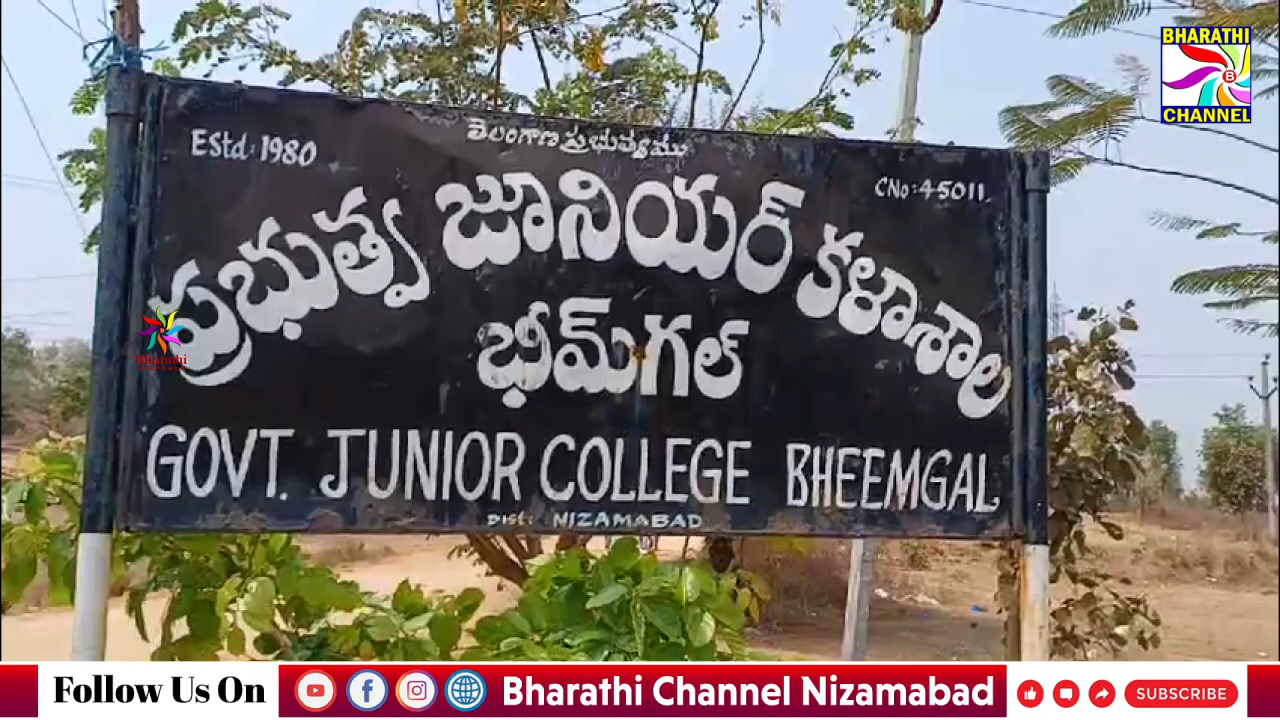 BHARATHI
CHANNEL
Estd: 1980
తెలంగాణ ప్రభుత్వము
CNo: 45011.
ప్రభుత్వ జూనియర్ కళాశాల
భీమ్‌గల్
Bharathi
GOVT. JUNIOR COLLEGE BHEEMGAL
Dist: NIZAMABAD
Follow Us On
Bharathi Channel Nizamabad
SUBSCRIBE